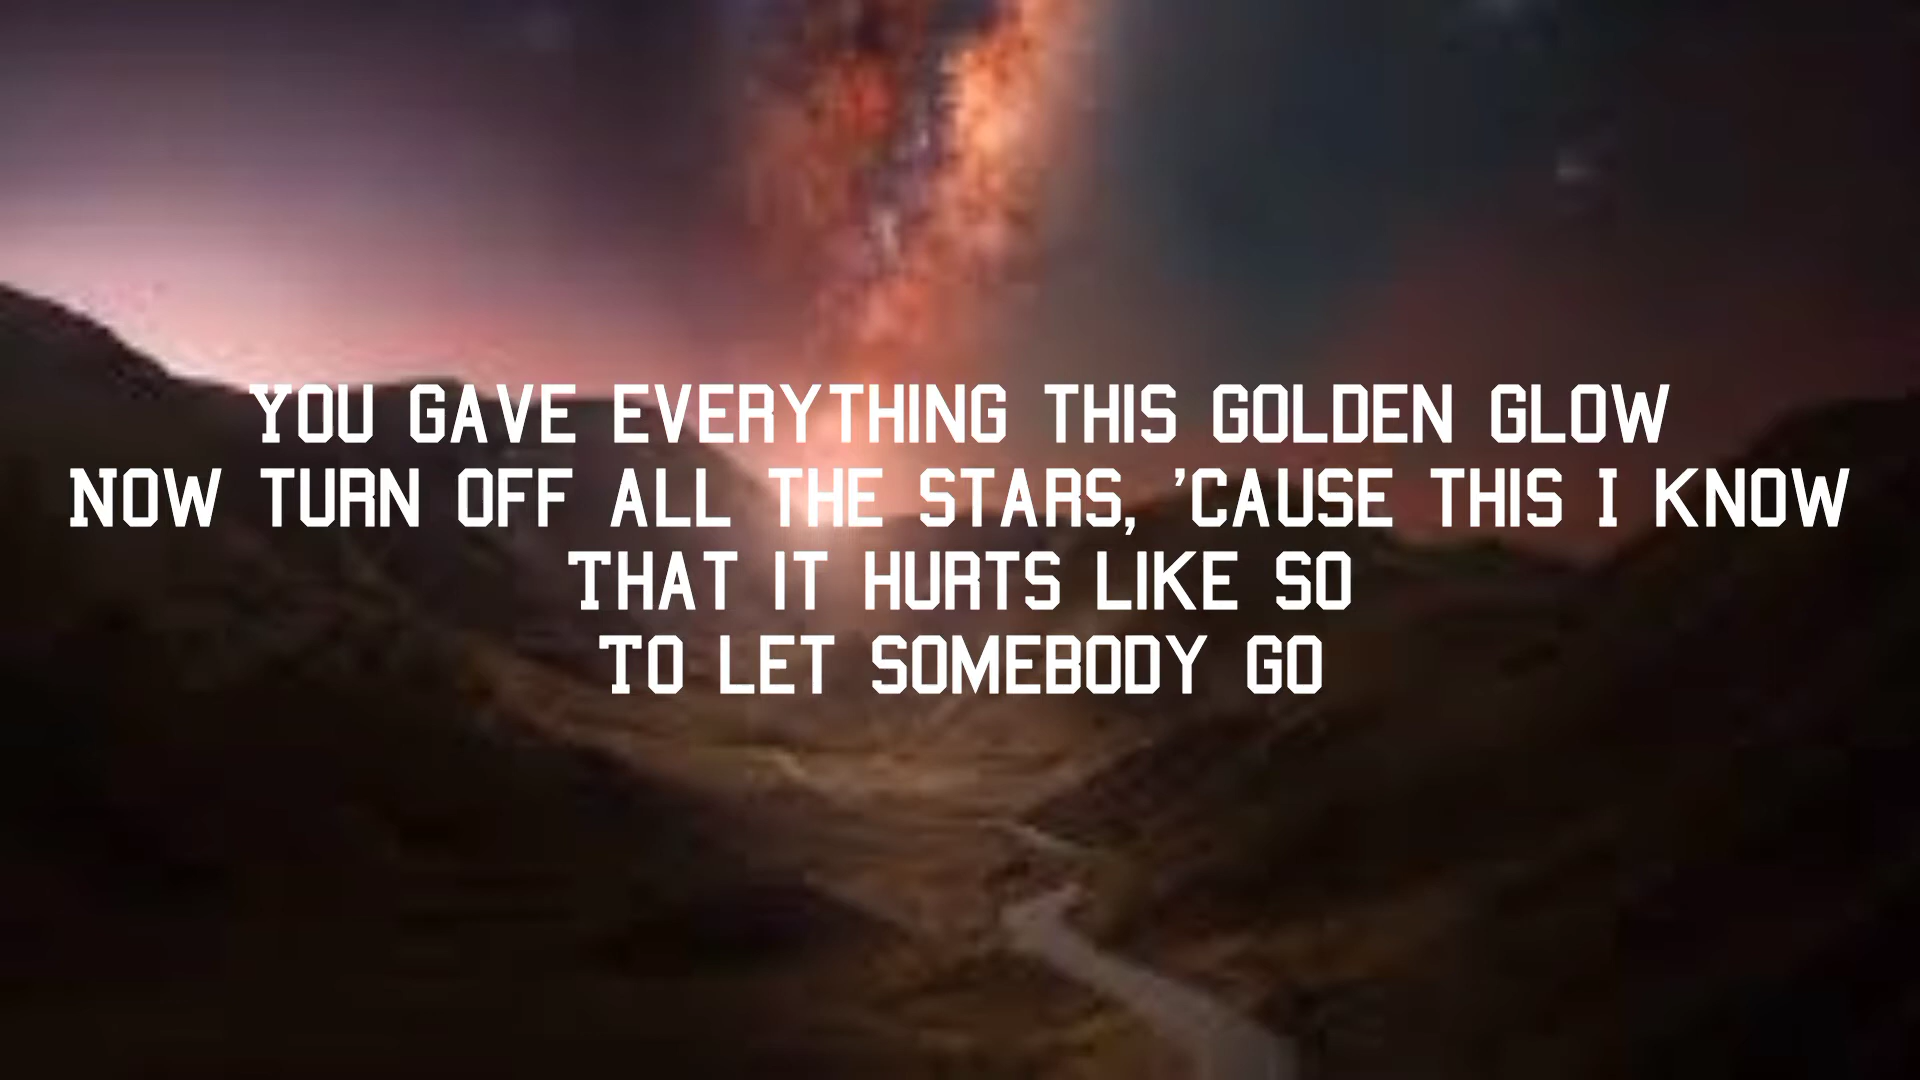 YOU GAVE EVERYTHING THIS GOLDEN GLOW
NOW TURN OFF ALL THE STARS, 'CAUSE THIS I KNOW
THAT IT HURTS LIKE SO
TO LET SOMEBODY GO